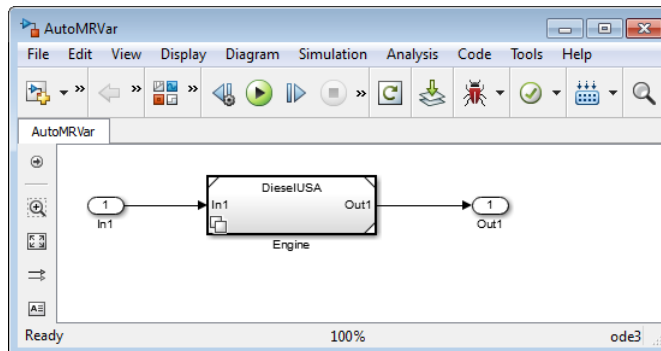 AutoMRVar
File Edit View Display Diagram Simulation Analysis Code Tools Help
AutoMRVar
DieselUSA
1 In1 Out1 1
In1 Out1
Engine
Ready 100% ode3